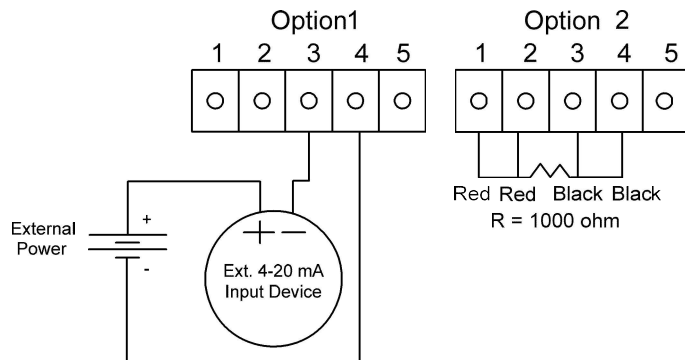 Option1
1 2 3 4 5
External
Power
+
-
+ −
Ext. 4-20 mA
Input Device
Option 2
1 2 3 4 5
Red Red Black Black
R = 1000 ohm